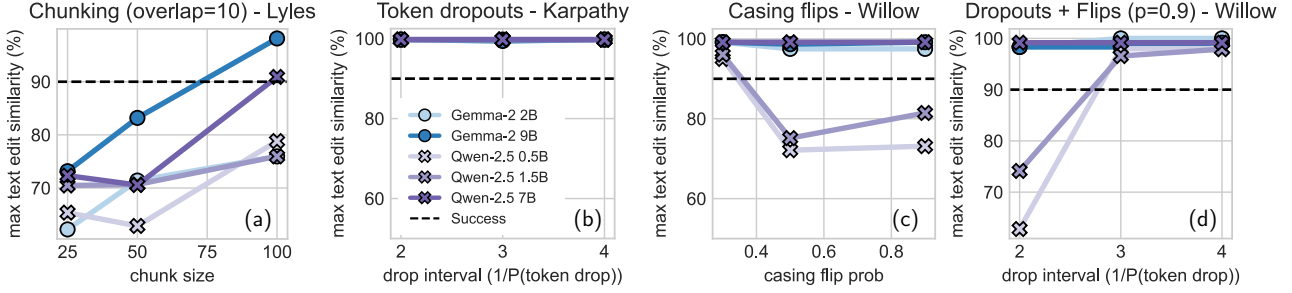 Chunking (overlap=10) - Lyles
max text edit similarity (%)
90
80
70
25
50
75
100
chunk size
(a)
Token dropouts - Karpathy
max text edit similarity (%)
100
80
60
Gemma-2 2B
Gemma-2 9B
Qwen-2.5 0.5B
Qwen-2.5 1.5B
Qwen-2.5 7B
Success
(b)
2
3
4
drop interval (1/P(token drop))
Casing flips - Willow
max text edit similarity (%)
100
90
80
70
60
(c)
0.4
0.6
0.8
casing flip prob
Dropouts + Flips (p=0.9) - Willow
max text edit similarity (%)
100
90
80
70
(d)
2
3
4
drop interval (1/P(token drop))